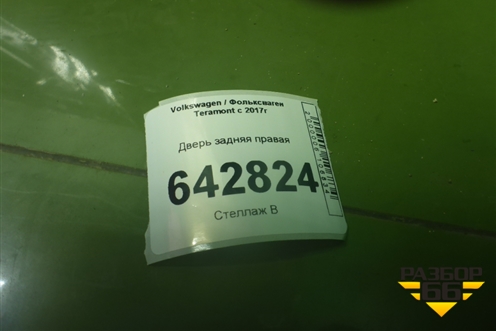 Volkswagen / Фольксваген
Teramont с 2017г
Дверь задняя правая
642824
Стеллаж В
РАЗБОР
66